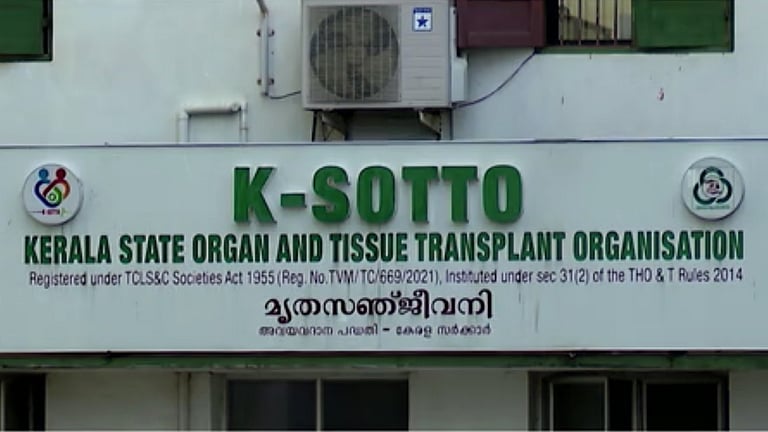 K-SOTTO
KERALA STATE ORGAN AND TISSUE TRANSPLANT ORGANISATION
Registered under TCLS&C Societies Act 1955 (Reg. No.TVM/TC/669/2021), Instituted under sec 31(2) of the THO & T Rules 2014
മൃതസഞ്ജീവനി
അവയവദാന പദ്ധതി - കേരള സർക്കാർ